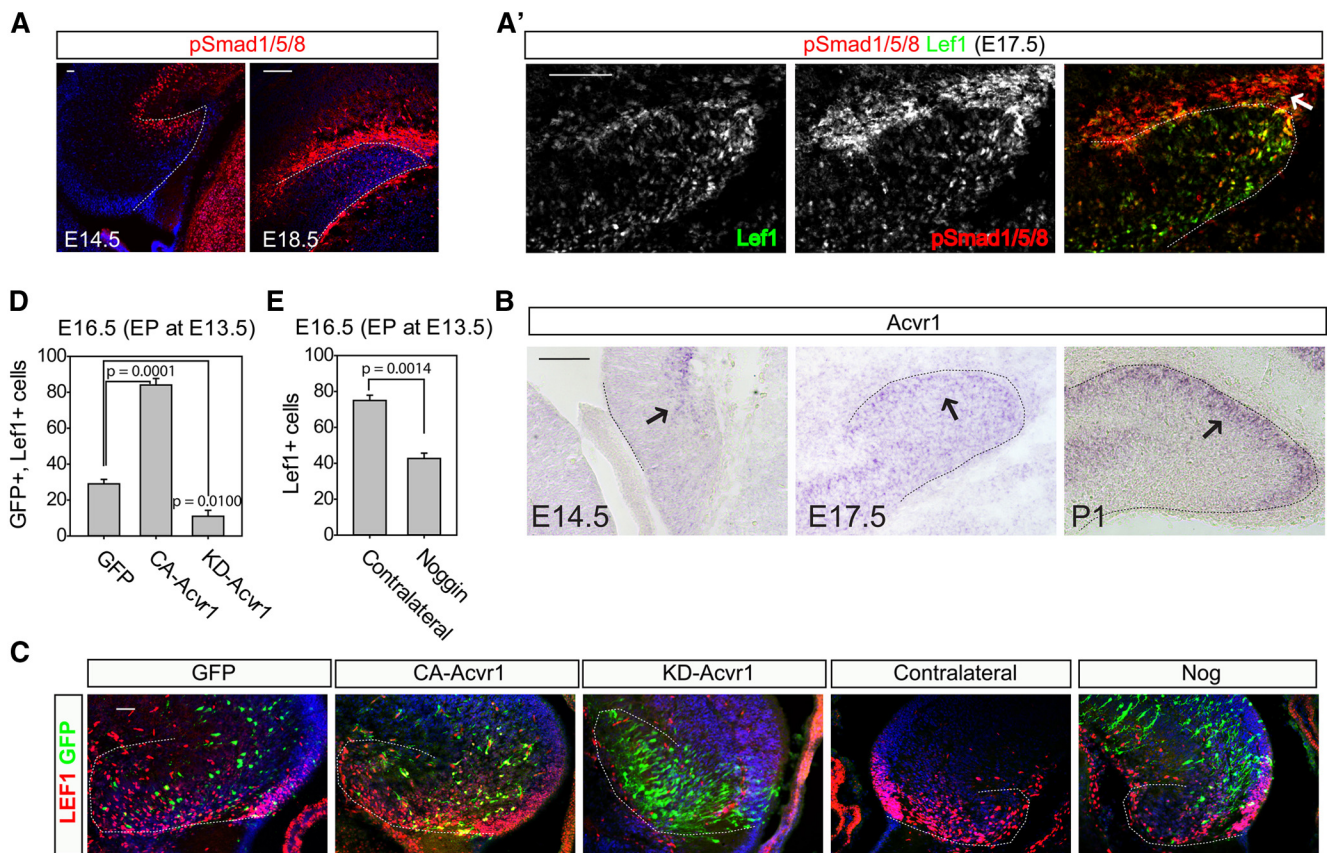 A
pSmad1/5/8
E14.5
E18.5
A'
pSmad1/5/8 Lef1 (E17.5)
Lef1
pSmad1/5/8
D
E16.5 (EP at E13.5)
GFP+, Lef1+ cells
100
80
60
40
20
0
p = 0.0001
p = 0.0100
GFP
CA-Acvr1
KD-Acvr1
E
E16.5 (EP at E13.5)
Lef1+ cells
100
80
60
40
20
0
p = 0.0014
Contralateral
Noggin
B
Acvr1
E14.5
E17.5
P1
C
GFP
CA-Acvr1
KD-Acvr1
Contralateral
Nog
LEF1 GFP